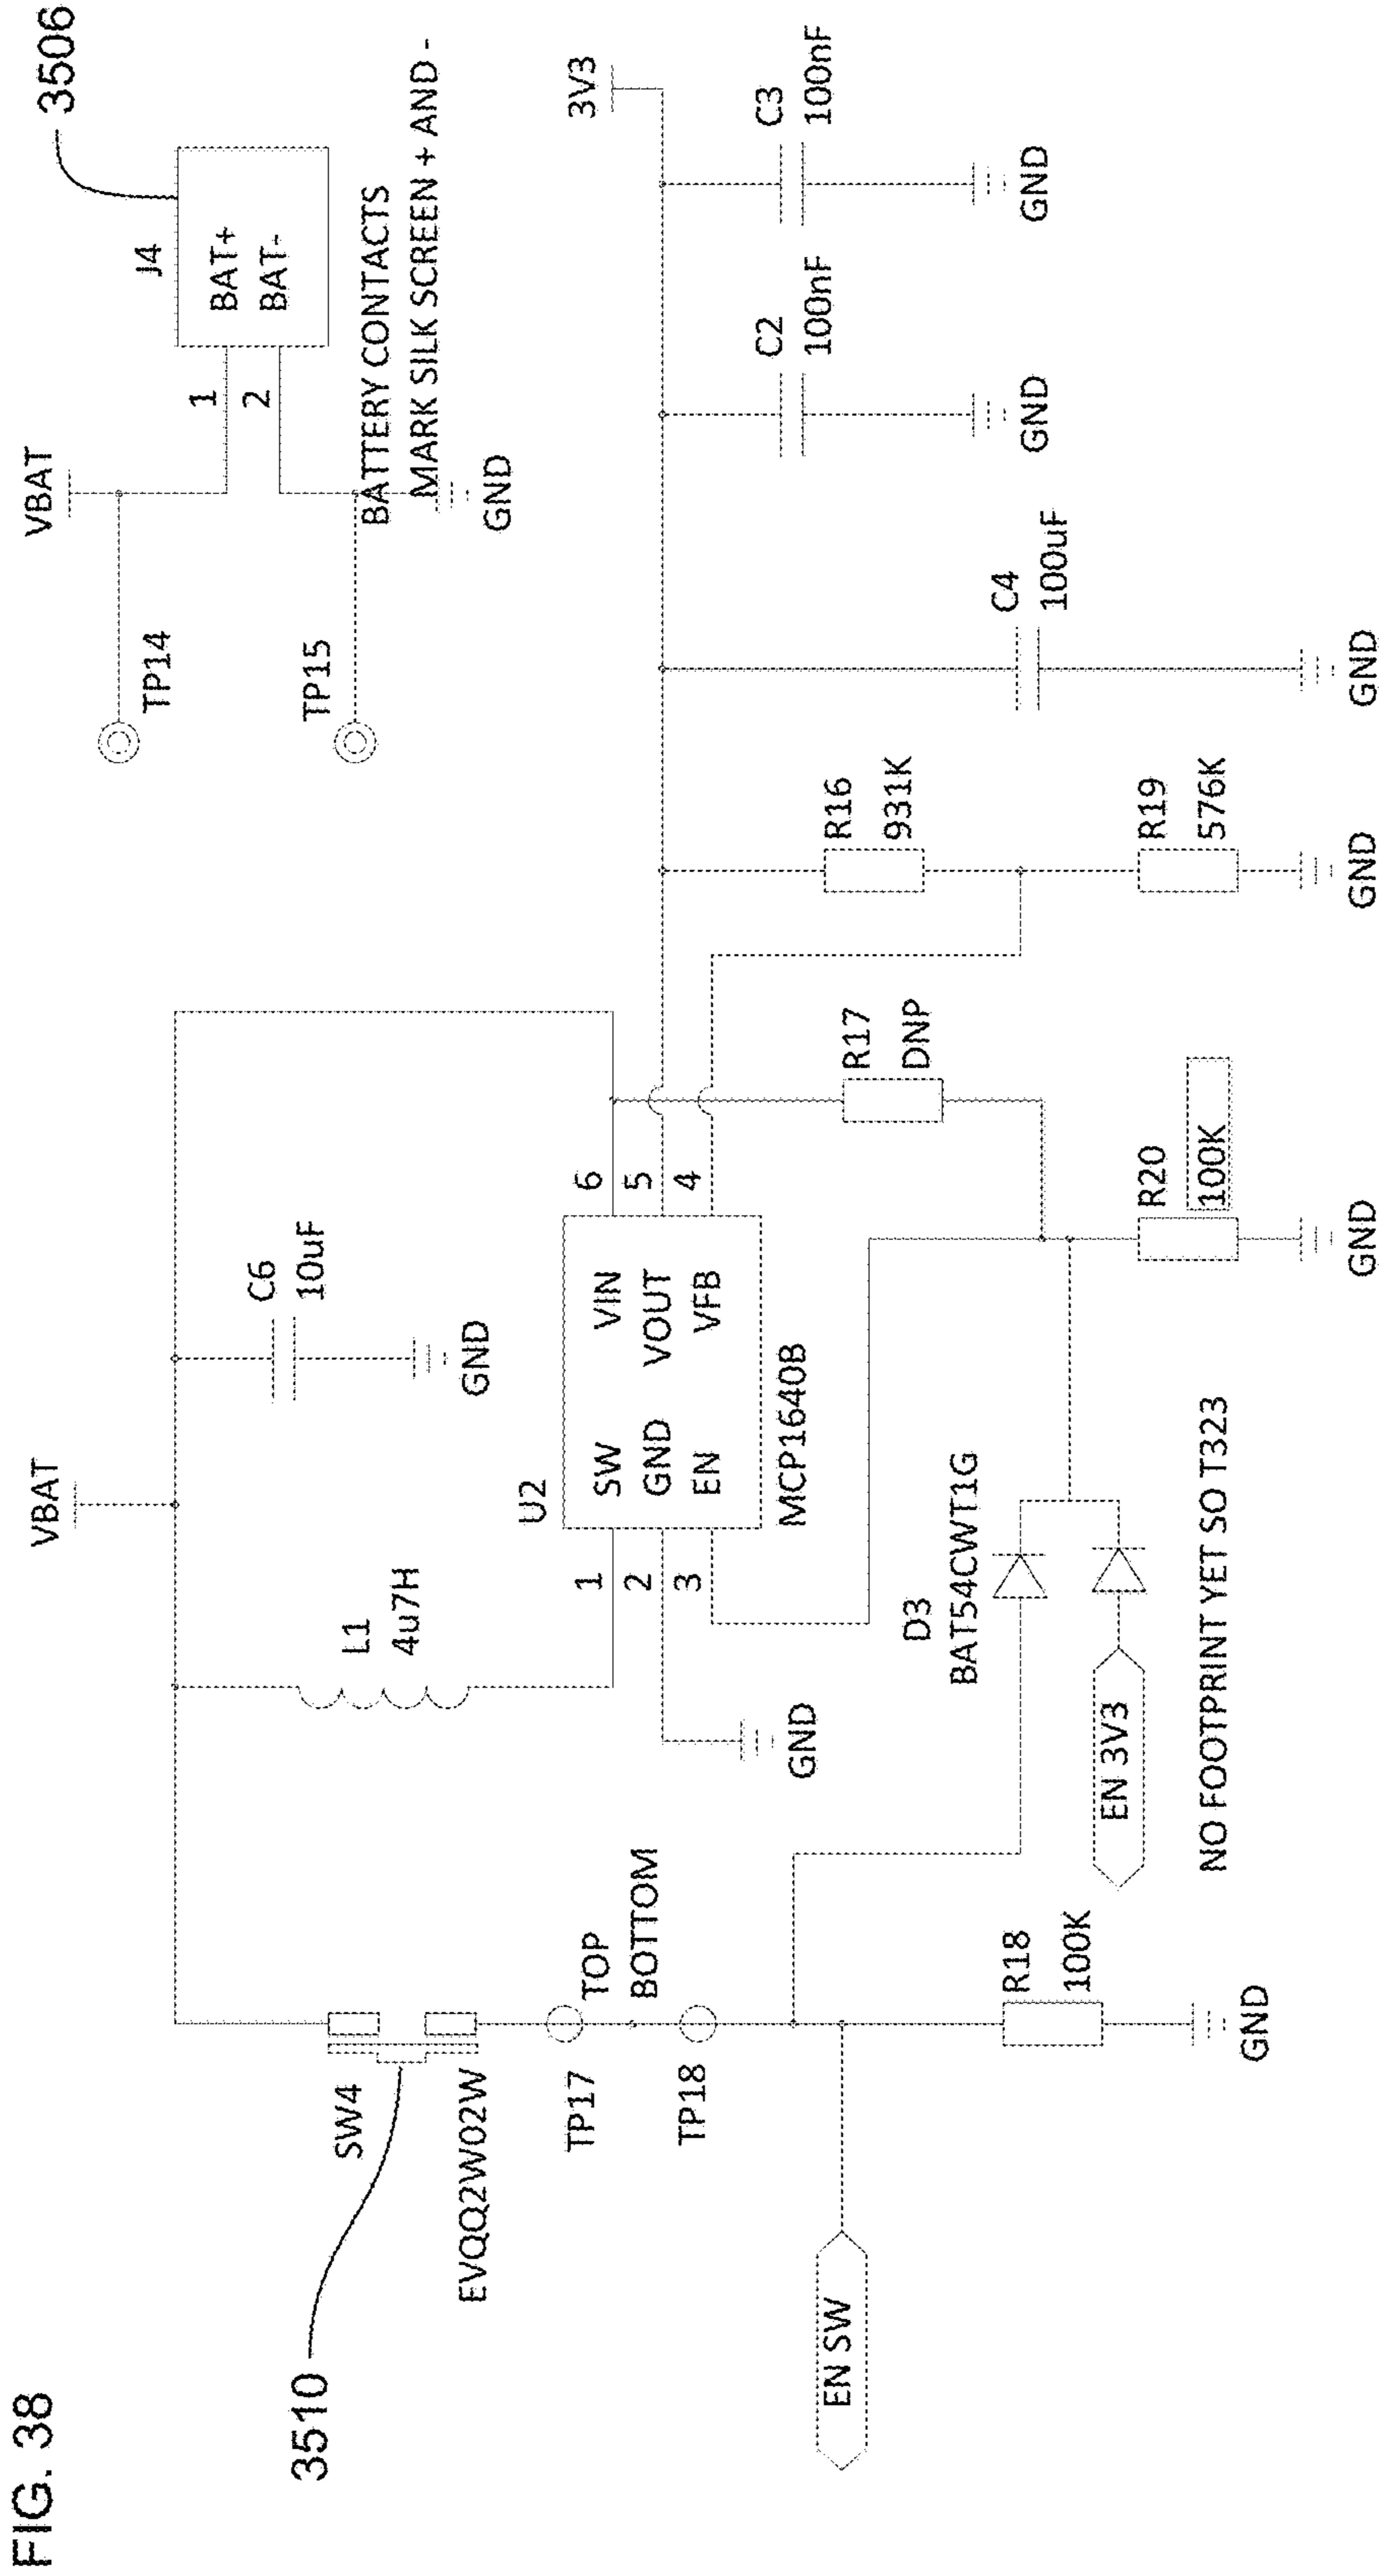 FIG. 38
3506
J4
BAT+
BAT-
1
2
VBAT
TP14
TP15
BATTERY CONTACTS
MARK SILK SCREEN + AND -
GND
3510
SW4
EVQQ2W02W
TP17
TOP
BOTTOM
TP18
EN SW
R18
100K
GND
VBAT
L1
4u7H
C6
10uF
GND
U2
1
2
3
SW
GND
EN
VIN
VOUT
VFB
6
5
4
MCP1640B
GND
D3
BAT54CWT1G
EN 3V3
NO FOOTPRINT YET SO T323
R17
DNP
R20
100K
GND
R16
931K
R19
576K
GND
C4
100uF
GND
C2
100nF
GND
C3
100nF
GND
3V3